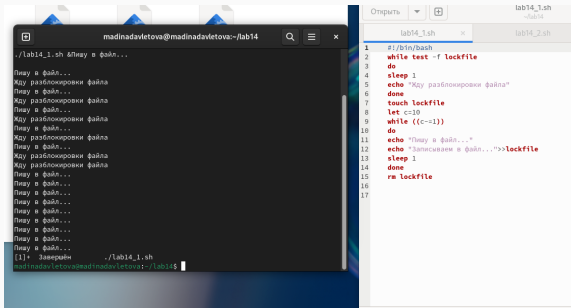 madinadavletova@madinadavletova:~/lab14
./lab14_1.sh &Пишу в файл...
Пишу в файл...
Жду разблокировки файла
Пишу в файл...
Жду разблокировки файла
Пишу в файл...
Жду разблокировки файла
Пишу в файл...
Жду разблокировки файла
Пишу в файл...
Жду разблокировки файла
Жду разблокировки файла
Пишу в файл...
Пишу в файл...
Пишу в файл...
Пишу в файл...
Пишу в файл...
Пишу в файл...
Пишу в файл...
Пишу в файл...
Пишу в файл...
[1]+ Завершён ./lab14_1.sh
madinadavletova@madinadavletova:~/lab14$
Открыть
lab14_1.sh
~/lab14
lab14_1.sh
lab14_2.sh
1 #!/bin/bash
2 while test -f lockfile
3 do
4 sleep 1
5 echo "Жду разблокировки файла"
6 done
7 touch lockfile
8 let c=10
9 while ((c-=1))
10 do
11 echo "Пишу в файл..."
12 echo "Записываем в файл...">>lockfile
13 sleep 1
14 done
15 rm lockfile
16
17